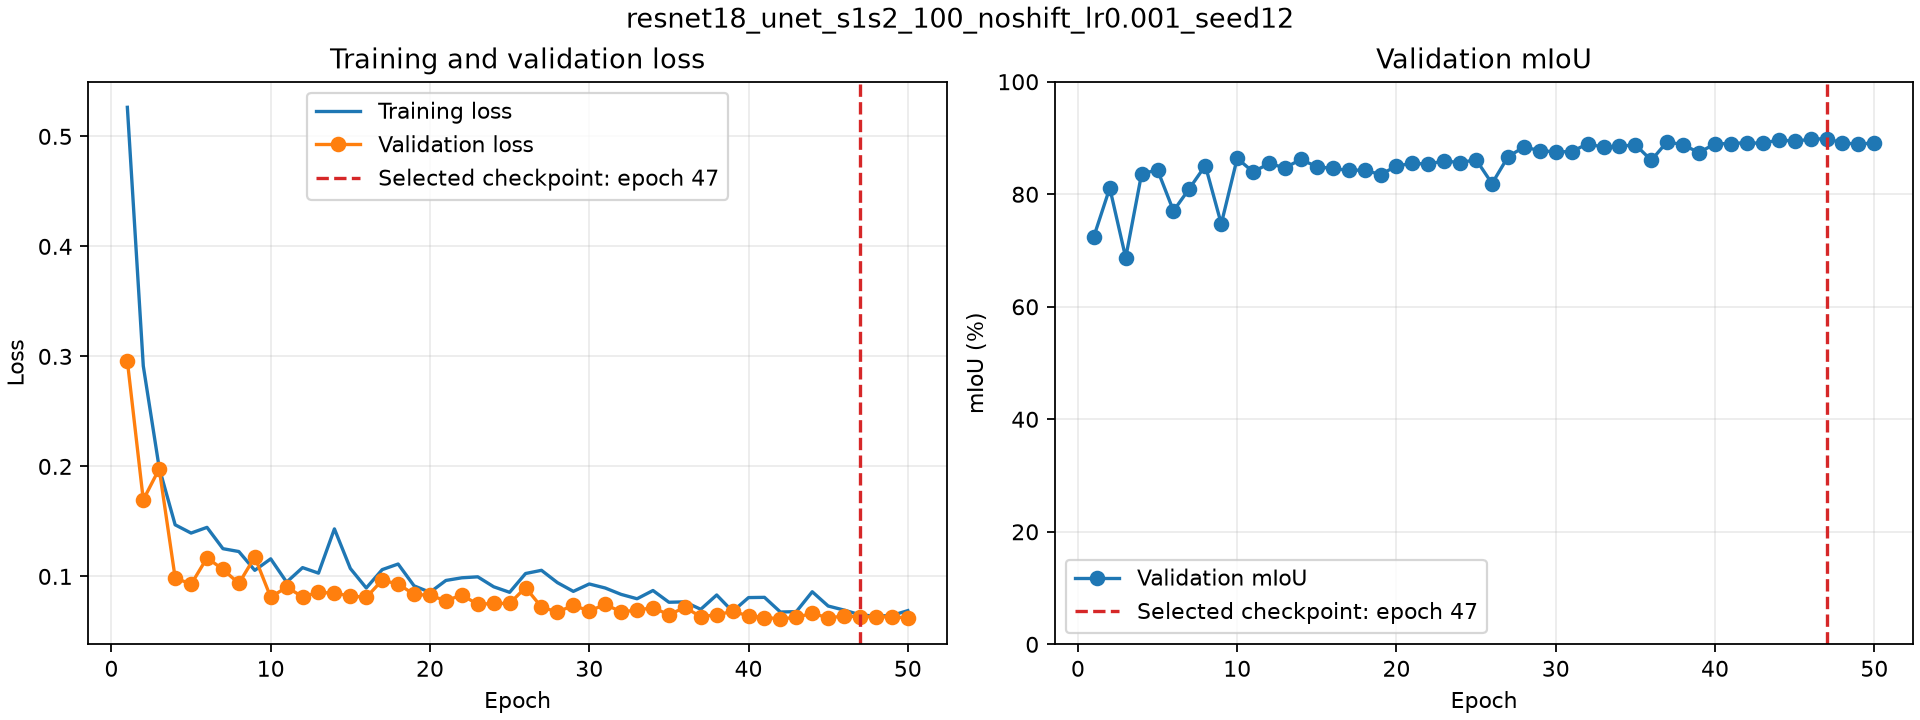 resnet18_unet_s1s2_100_noshift_lr0.001_seed12
Training and validation loss
Training loss
Validation loss
Selected checkpoint: epoch 47
0.5
0.4
0.3
0.2
0.1
Loss
0 10 20 30 40 50
Epoch
Validation mIoU
100
80
60
40
20
0
mIoU (%)
Validation mIoU
Selected checkpoint: epoch 47
0 10 20 30 40 50
Epoch